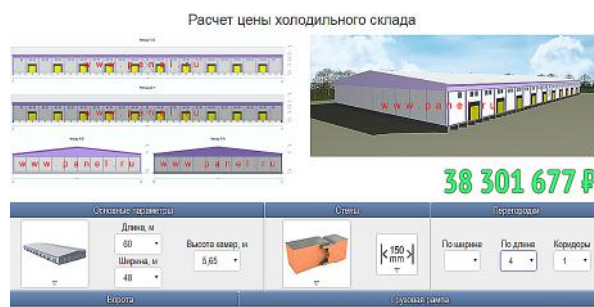 Расчет цены холодильного склада
www.panel.ru
www.panel.ru
www.panel.ru
www.panel.ru
www.panel.ru
38 301 677 ₽
Основные параметры
Стены
Перегородки
Длина, м
60
Ширина, м
48
Высота камер, м
5,65
150
mm
По ширине
По длине
4
Коридоры
1
Ворота
Грузовая рампа